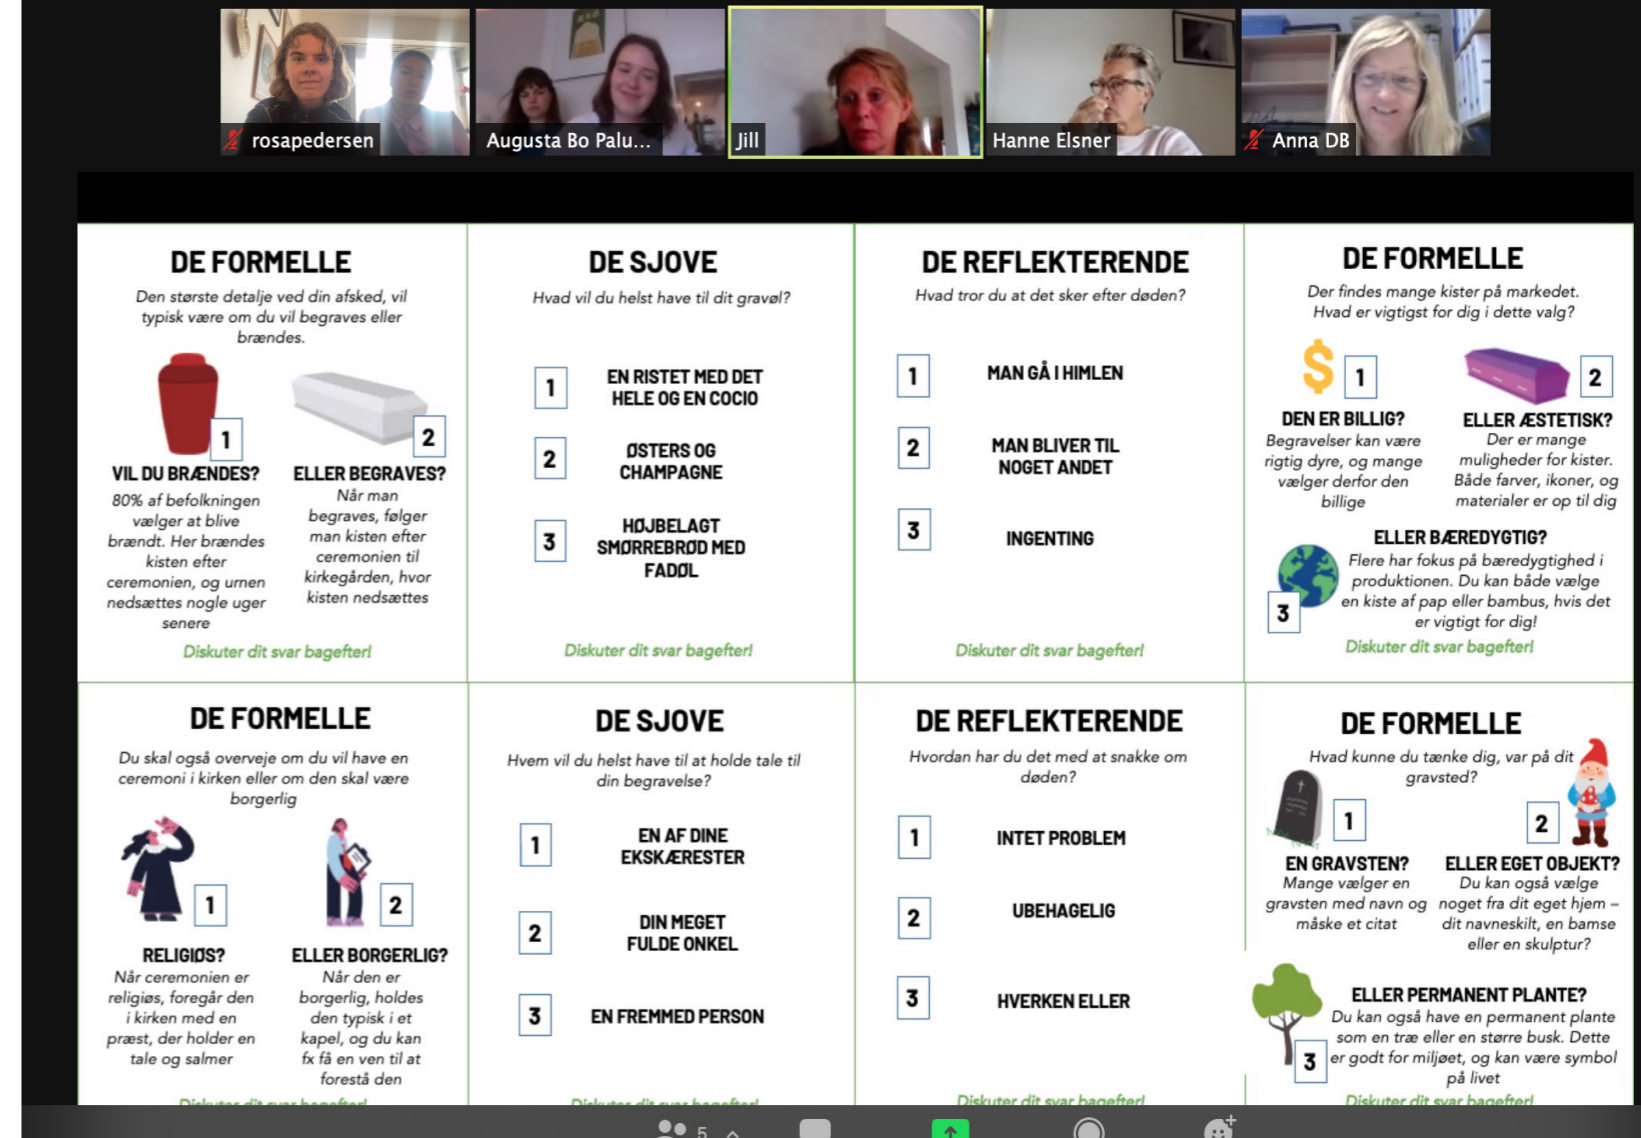 rosapedersen
Augusta Bo Palu...
Jill
Hanne Elsner
Anna DB
DE FORMELLE
Den største detalje ved din afsked, vil
typisk være om du vil begraves eller
brændes.
1
VIL DU BRÆNDES?
80% af befolkningen
vælger at blive
brændt. Her brændes
kisten efter
ceremonien, og urnen
nedsættes nogle uger
senere
2
ELLER BEGRAVES?
Når man
begraves, følger
man kisten efter
ceremonien til
kirkegården, hvor
kisten nedsættes
Diskuter dit svar bagefter!
DE SJOVE
Hvad vil du helst have til dit gravøl?
1
EN RISTET MED DET
HELE OG EN COCIO
2
ØSTERS OG
CHAMPAGNE
3
HØJBELAGT
SMØRREBRØD MED
FADØL
Diskuter dit svar bagefter!
DE REFLEKTERENDE
Hvad tror du at det sker efter døden?
1
MAN GÅ I HIMLEN
2
MAN BLIVER TIL
NOGET ANDET
3
INGENTING
Diskuter dit svar bagefter!
DE FORMELLE
Der findes mange kister på markedet.
Hvad er vigtigst for dig i dette valg?
$
1
DEN ER BILLIG?
Begravelser kan være
rigtig dyre, og mange
vælger derfor den
billige
2
ELLER ÆSTETISK?
Der er mange
muligheder for kister.
Både farver, ikoner, og
materialer er op til dig
3
ELLER BÆREDYGTIG?
Flere har fokus på bæredygtighed i
produktionen. Du kan både vælge
en kiste af pap eller bambus, hvis det
er vigtigt for dig!
Diskuter dit svar bagefter!
DE FORMELLE
Du skal også overveje om du vil have en
ceremoni i kirken eller om den skal være
borgerlig
1
RELIGIØS?
Når ceremonien er
religiøs, foregår den
i kirken med en
præst, der holder en
tale og salmer
2
ELLER BORGERLIG?
Når den er
borgerlig, holdes
den typisk i et
kapel, og du kan
fx få en ven til at
forestå den
Diskuter dit svar bagefter!
DE SJOVE
Hvem vil du helst have til at holde tale til
din begravelse?
1
EN AF DINE
EKSKÆRESTER
2
DIN MEGET
FULDE ONKEL
3
EN FREMMED PERSON
Diskuter dit svar bagefter!
DE REFLEKTERENDE
Hvordan har du det med at snakke om
døden?
1
INTET PROBLEM
2
UBEHAGELIG
3
HVERKEN ELLER
Diskuter dit svar bagefter!
DE FORMELLE
Hvad kunne du tænke dig, var på dit
gravsted?
1
EN GRAVSTEN?
Mange vælger en
gravsten med navn og
måske et citat
2
ELLER EGET OBJEKT?
Du kan også vælge
noget fra dit eget hjem –
dit navneskilt, en bamse
eller en skulptur?
3
ELLER PERMANENT PLANTE?
Du kan også have en permanent plante
som en træ eller en større busk. Dette
er godt for miljøet, og kan være symbol
på livet
Diskuter dit svar bagefter!
5